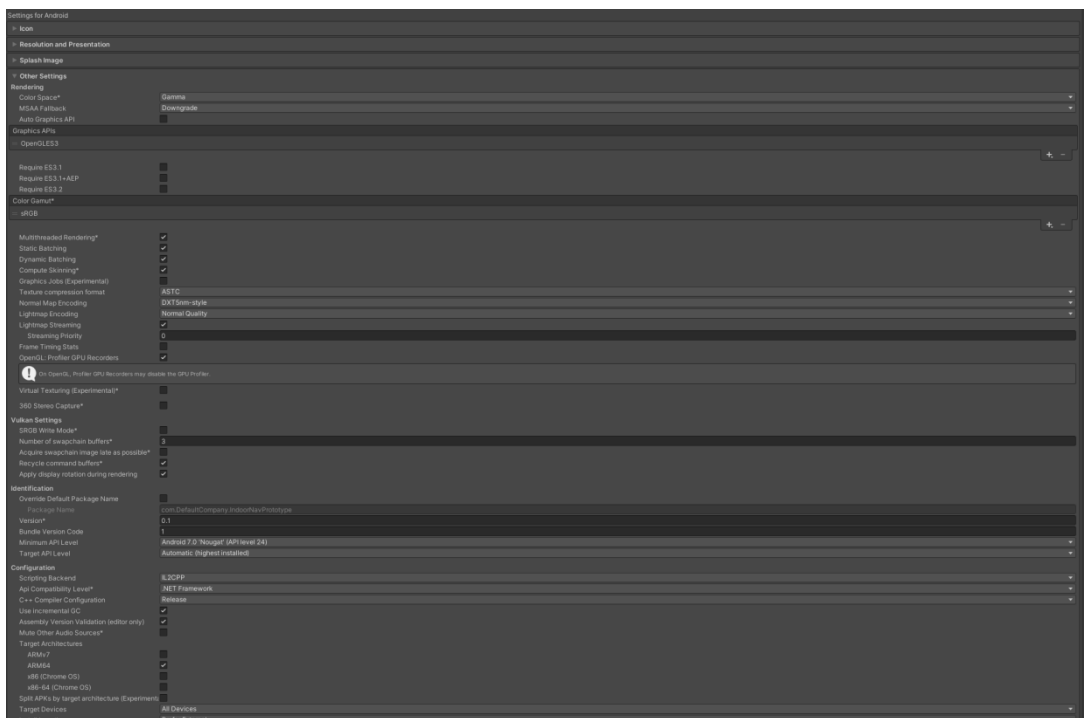 Settings for Android
Icon
Resolution and Presentation
Splash Image
Other Settings
Rendering
Color Space* Gamma
MSAA Fallback Downgrade
Auto Graphics API
Graphics APIs
OpenGLES3
Require ES3.1
Require ES3.1+AEP
Require ES3.2
Color Gamut*
sRGB
Multithreaded Rendering*
Static Batching
Dynamic Batching
Compute Skinning*
Graphics Jobs (Experimental)
Texture compression format ASTC
Normal Map Encoding DXT5nm-style
Lightmap Encoding Normal Quality
Lightmap Streaming
Streaming Priority 0
Frame Timing Stats
OpenGL: Profiler GPU Recorders
On OpenGL, Profiler GPU Recorders may disable the GPU Profiler.
Virtual Texturing (Experimental)*
360 Stereo Capture*
Vulkan Settings
SRGB Write Mode*
Number of swapchain buffers* 3
Acquire swapchain image late as possible*
Recycle command buffers*
Apply display rotation during rendering
Identification
Override Default Package Name
Package Name com.DefaultCompany.IndoorNavPrototype
Version* 0.1
Bundle Version Code 1
Minimum API Level Android 7.0 'Nougat' (API level 24)
Target API Level Automatic (highest installed)
Configuration
Scripting Backend IL2CPP
Api Compatibility Level* .NET Framework
C++ Compiler Configuration Release
Use incremental GC
Assembly Version Validation (editor only)
Mute Other Audio Sources*
Target Architectures
ARMv7
ARM64
x86 (Chrome OS)
x86-64 (Chrome OS)
Split APKs by target architecture (Experimenta
Target Devices All Devices